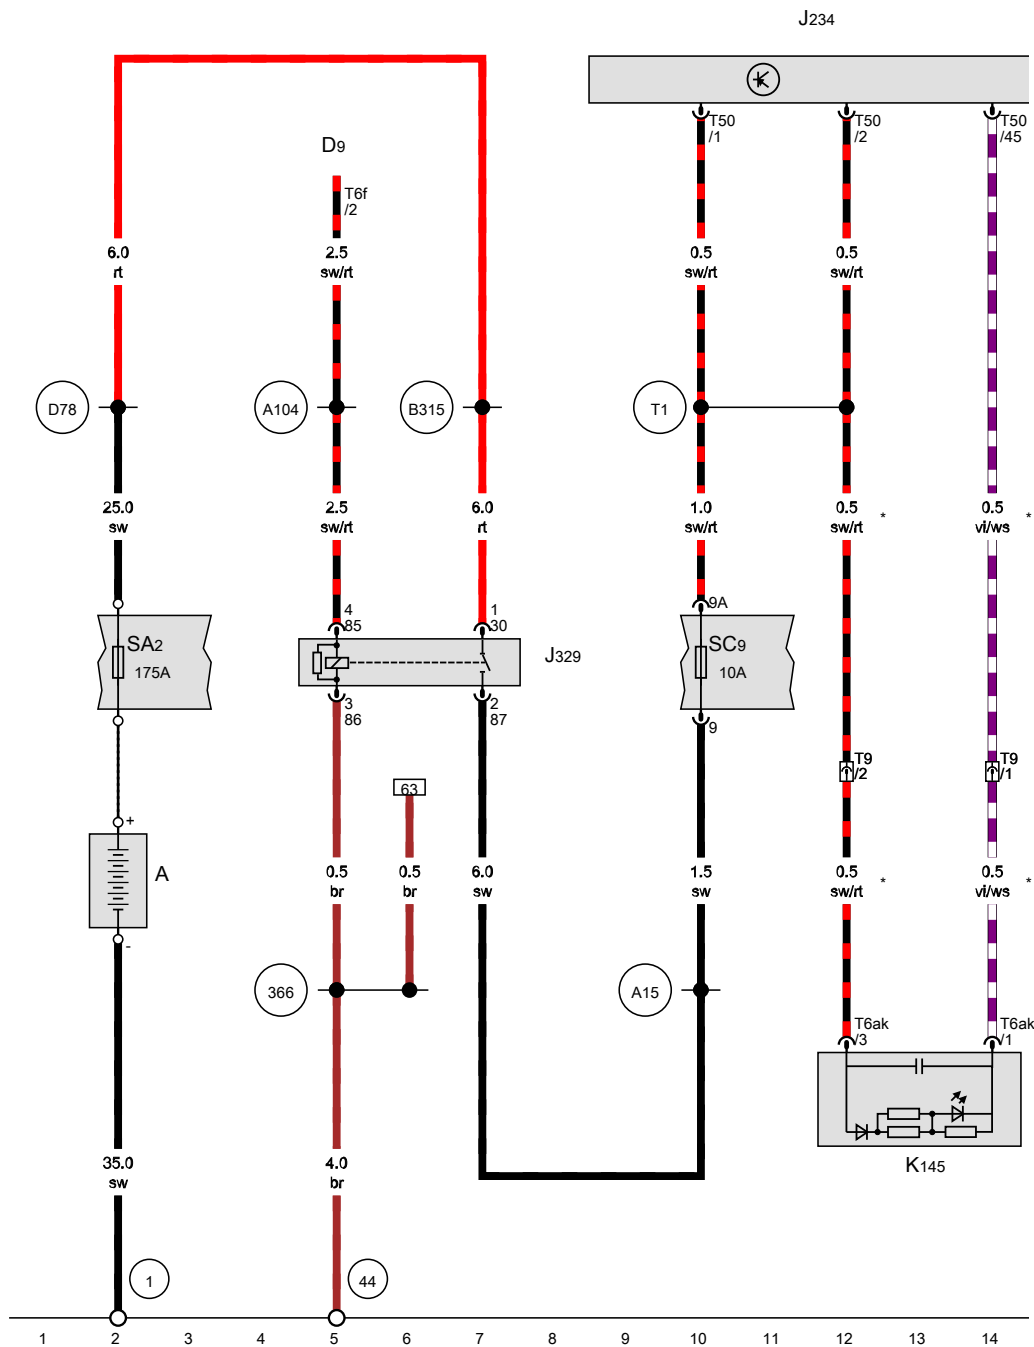 J234
T50
/1
T50
/2
T50
/45
D9
T6f
/2
6.0
rt
2.5
sw/rt
0.5
sw/rt
0.5
sw/rt
D78
A104
B315
T1
25.0
sw
2.5
sw/rt
6.0
rt
1.0
sw/rt
0.5
sw/rt
*
0.5
vi/ws
*
4
85
1
30
9A
SA2
175A
J329
SC9
10A
3
86
2
87
9
T9
/2
T9
/1
63
+
A
-
0.5
br
0.5
br
6.0
sw
1.5
sw
0.5
sw/rt
*
0.5
vi/ws
*
366
A15
T6ak
/3
T6ak
/1
K145
35.0
sw
4.0
br
1
44
1 2 3 4 5 6 7 8 9 10 11 12 13 14